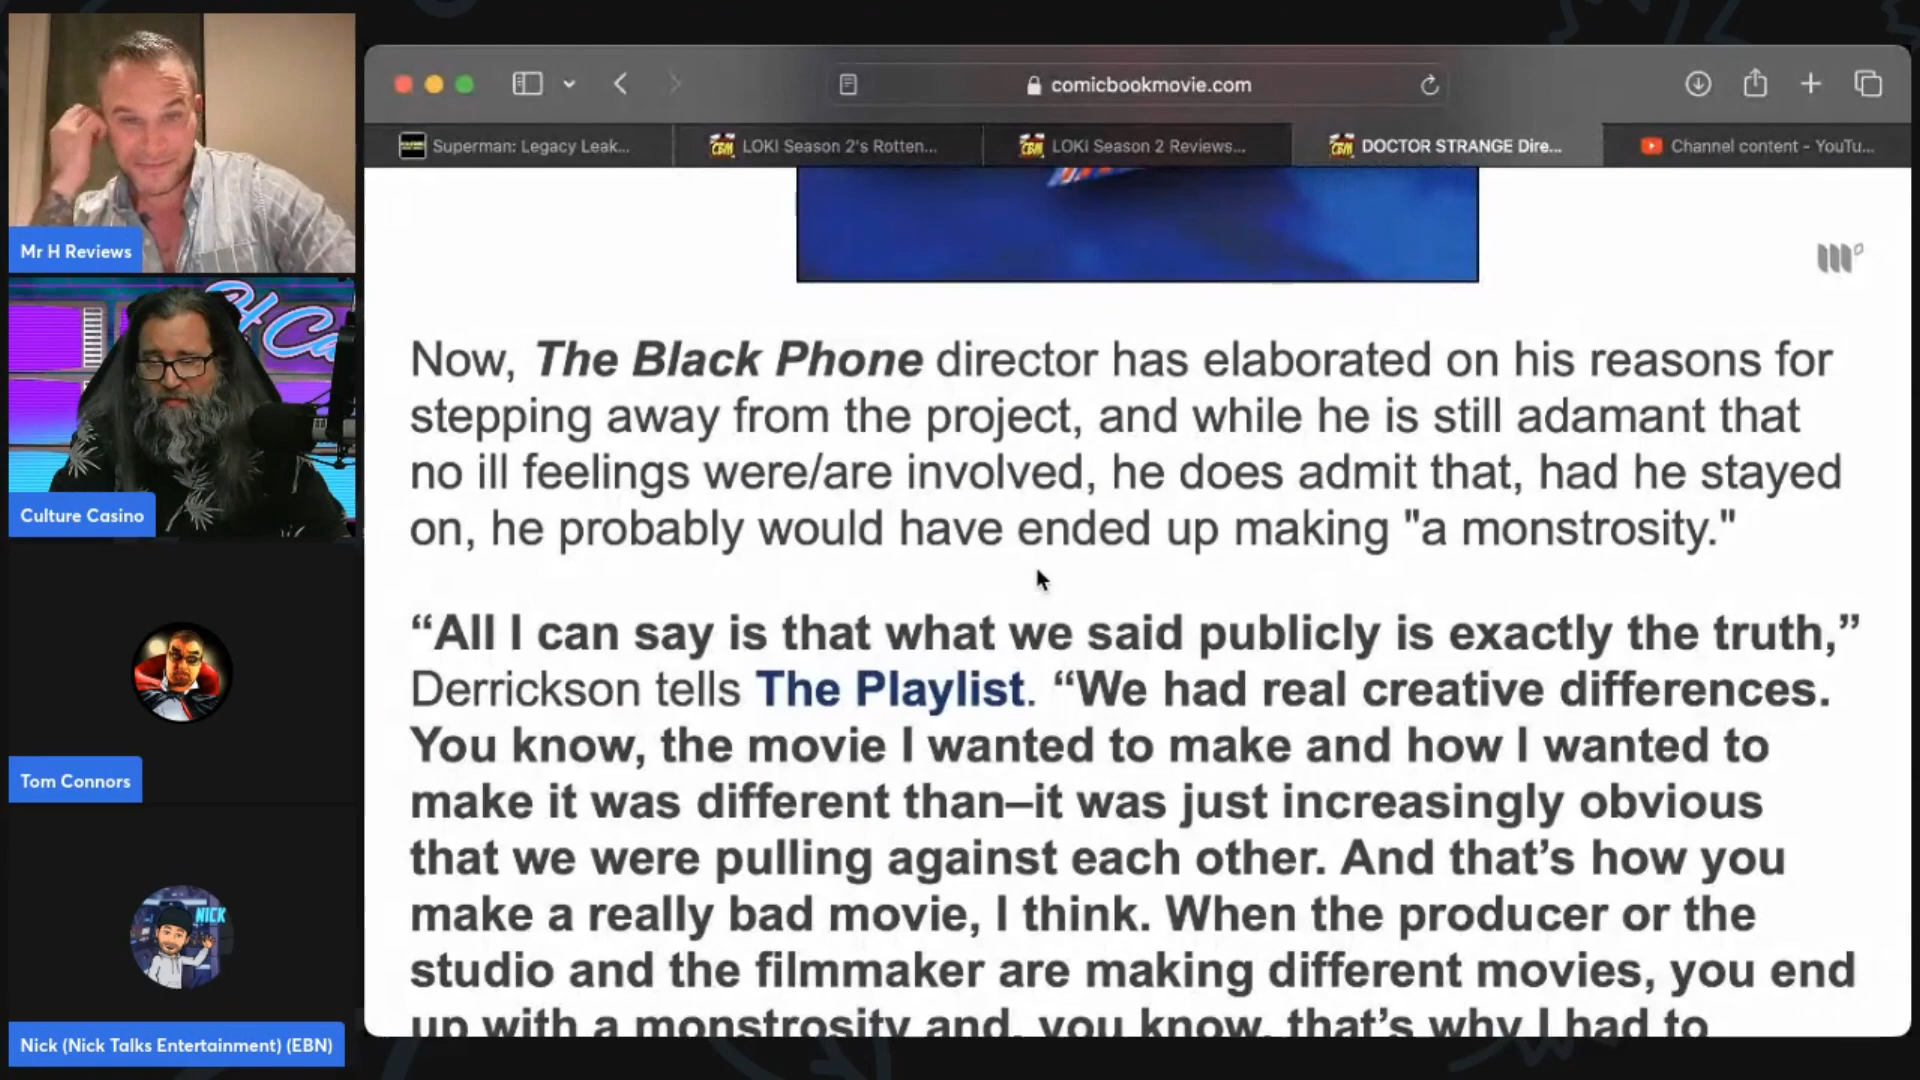 Mr H Reviews
Culture Casino
Tom Connors
NICK
Nick (Nick Talks Entertainment) (EBN)
comicbookmovie.com
Superman: Legacy Leak...
CBM LOKI Season 2's Rotten...
CBM LOKI Season 2 Reviews...
CBM DOCTOR STRANGE Dire...
Channel content - YouTu...
Now, The Black Phone director has elaborated on his reasons for
stepping away from the project, and while he is still adamant that
no ill feelings were/are involved, he does admit that, had he stayed
on, he probably would have ended up making "a monstrosity."
“All I can say is that what we said publicly is exactly the truth,”
Derrickson tells The Playlist. “We had real creative differences.
You know, the movie I wanted to make and how I wanted to
make it was different than–it was just increasingly obvious
that we were pulling against each other. And that’s how you
make a really bad movie, I think. When the producer or the
studio and the filmmaker are making different movies, you end
up with a monstrosity and, you know, that’s why I had to